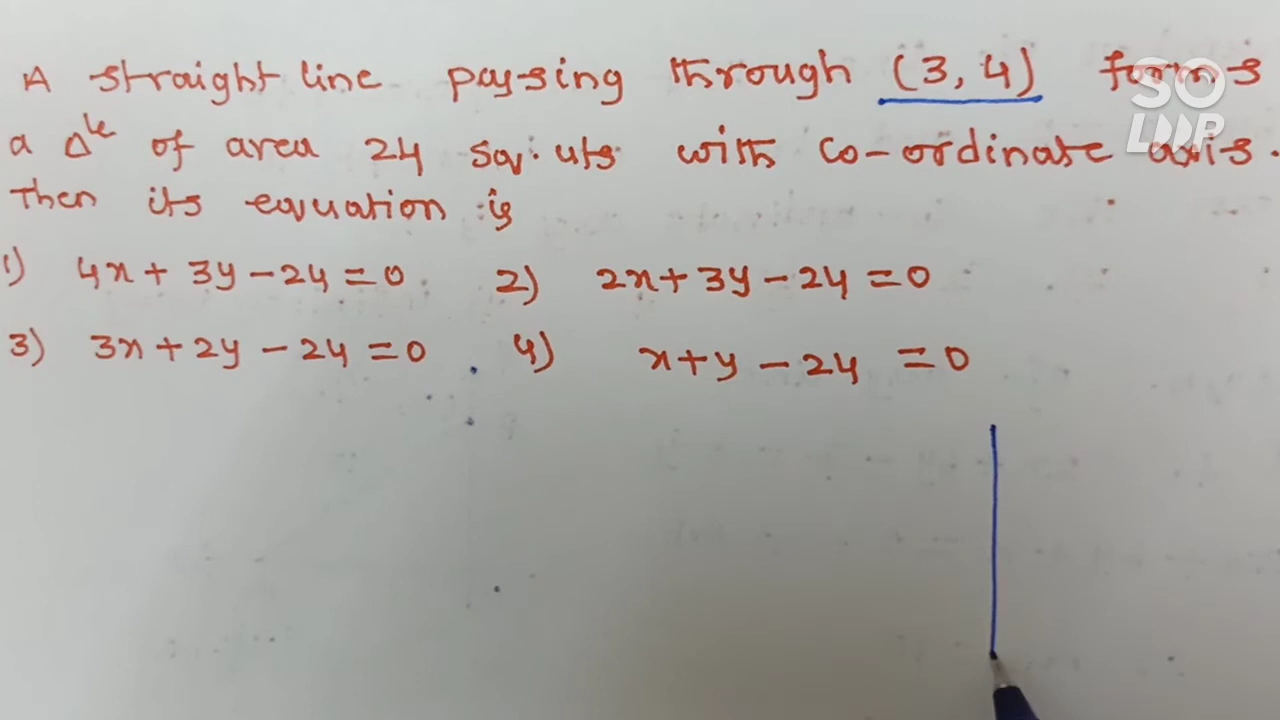 A straight line passing through (3, 4) forms
a Δle of area 24 sq. uts with co-ordinate axis.
Then its equation is
1) 4x + 3y - 24 = 0 2) 2x + 3y - 24 = 0
3) 3x + 2y - 24 = 0 4) x + y - 24 = 0
SO
LOOP